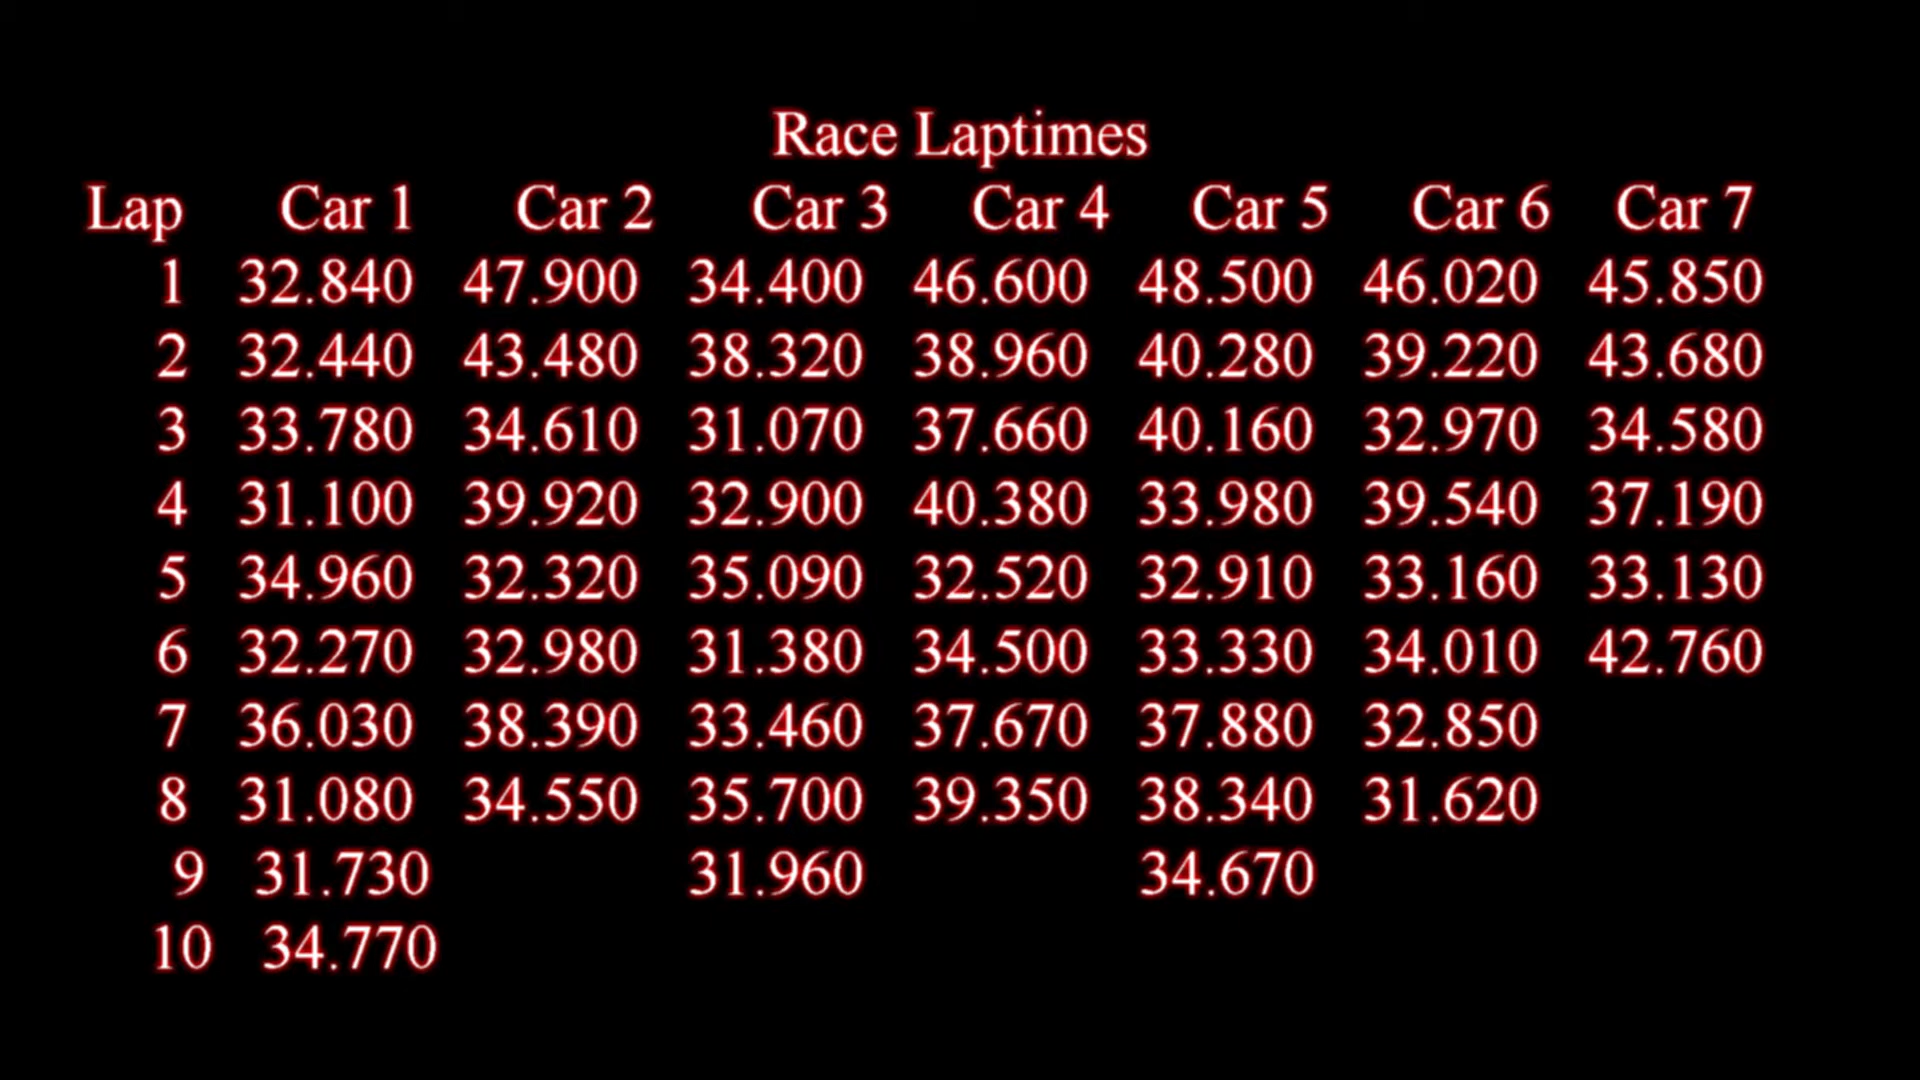 Race Laptimes
Lap Car 1 Car 2 Car 3 Car 4 Car 5 Car 6 Car 7
1 32.840 47.900 34.400 46.600 48.500 46.020 45.850
2 32.440 43.480 38.320 38.960 40.280 39.220 43.680
3 33.780 34.610 31.070 37.660 40.160 32.970 34.580
4 31.100 39.920 32.900 40.380 33.980 39.540 37.190
5 34.960 32.320 35.090 32.520 32.910 33.160 33.130
6 32.270 32.980 31.380 34.500 33.330 34.010 42.760
7 36.030 38.390 33.460 37.670 37.880 32.850
8 31.080 34.550 35.700 39.350 38.340 31.620
9 31.730 31.960 34.670
10 34.770